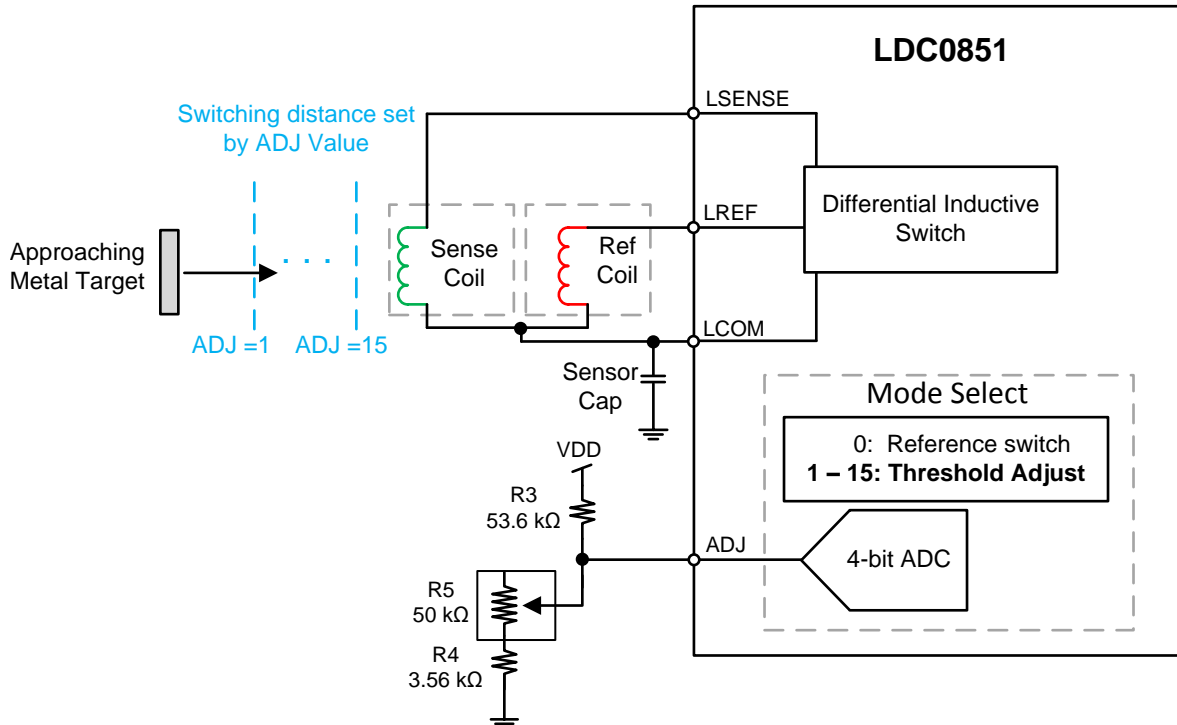 LDC0851
LSENSE
Switching distance set
by ADJ Value
Differential Inductive
Switch
LREF
Sense
Coil
Ref
Coil
Approaching
Metal Target
. . .
LCOM
ADJ =1
ADJ =15
Sensor
Cap
Mode Select
0: Reference switch
1 – 15: Threshold Adjust
VDD
R3
53.6 kΩ
ADJ
4-bit ADC
R5
50 kΩ
R4
3.56 kΩ